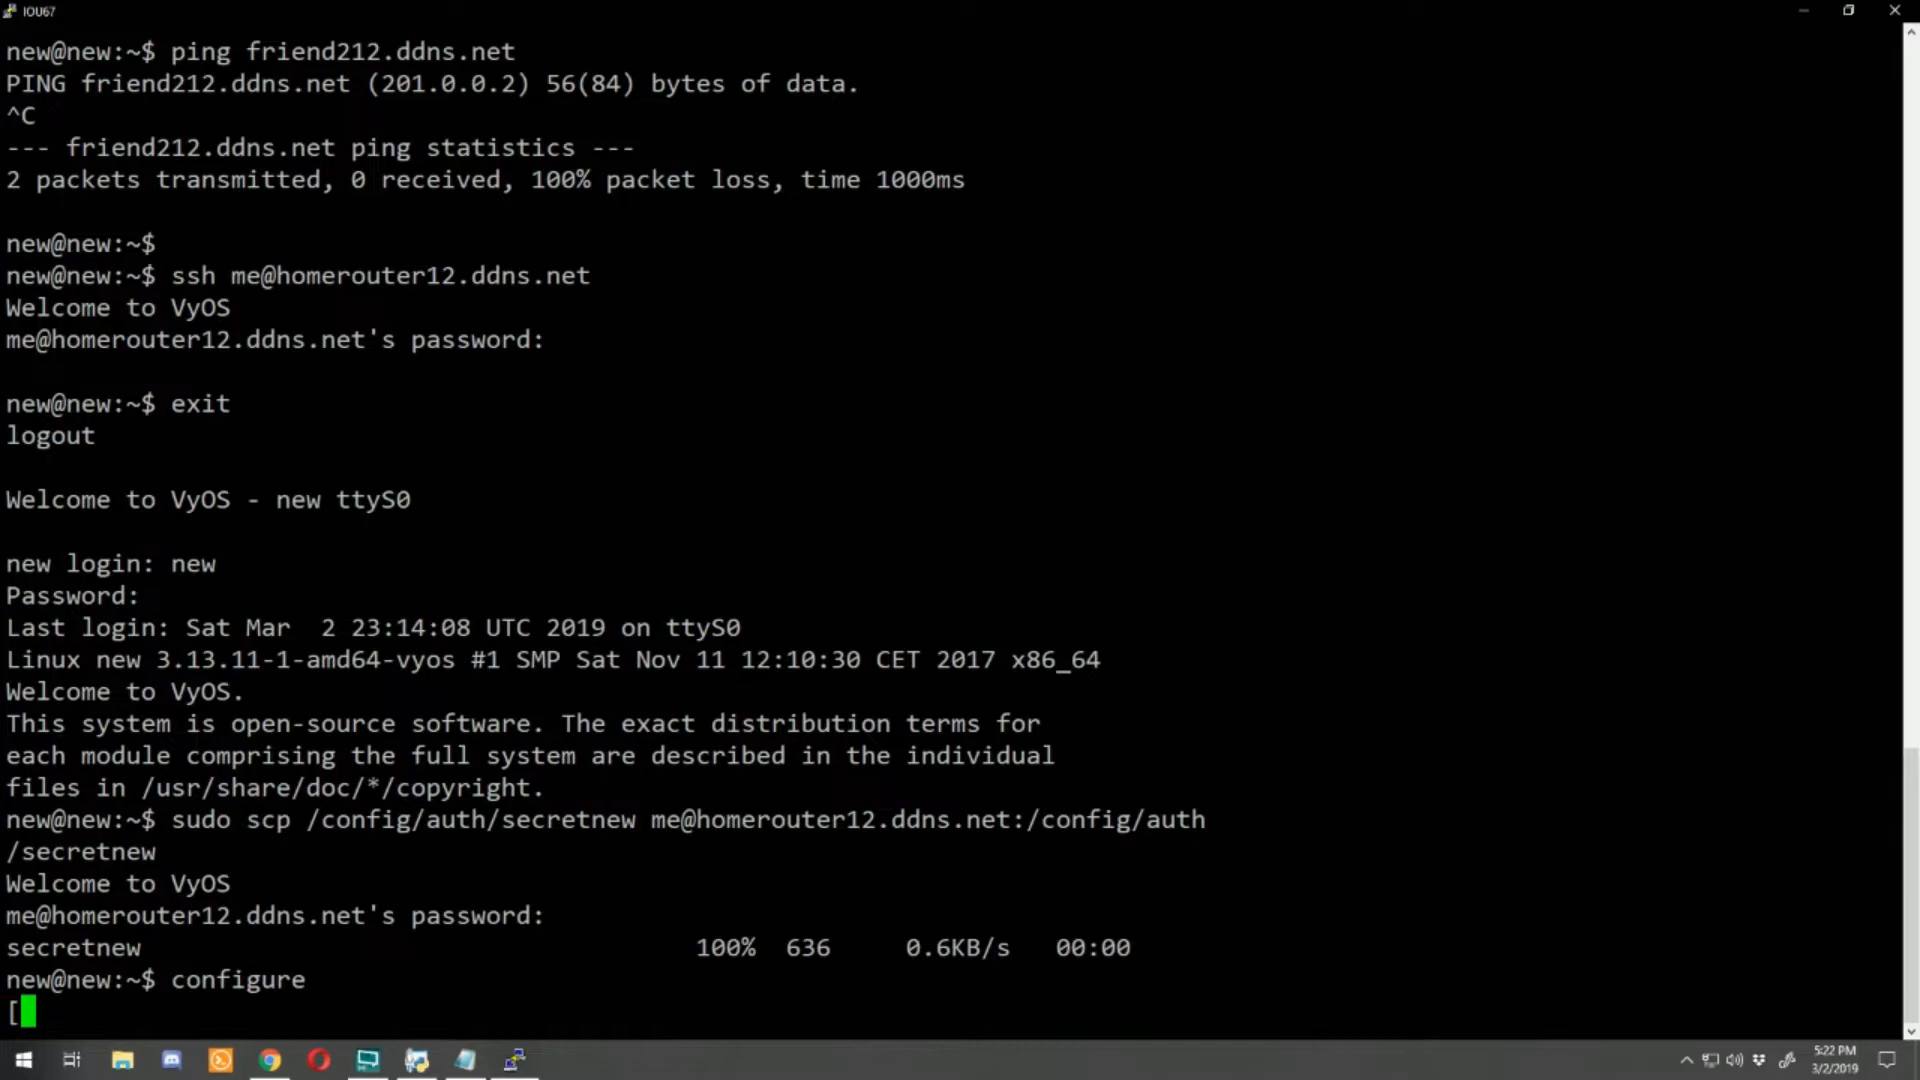 IOU67
new@new:~$ ping friend212.ddns.net
PING friend212.ddns.net (201.0.0.2) 56(84) bytes of data.
^C
--- friend212.ddns.net ping statistics ---
2 packets transmitted, 0 received, 100% packet loss, time 1000ms
new@new:~$
new@new:~$ ssh me@homerouter12.ddns.net
Welcome to VyOS
me@homerouter12.ddns.net's password:
new@new:~$ exit
logout
Welcome to VyOS - new ttyS0
new login: new
Password:
Last login: Sat Mar  2 23:14:08 UTC 2019 on ttyS0
Linux new 3.13.11-1-amd64-vyos #1 SMP Sat Nov 11 12:10:30 CET 2017 x86_64
Welcome to VyOS.
This system is open-source software. The exact distribution terms for
each module comprising the full system are described in the individual
files in /usr/share/doc/*/copyright.
new@new:~$ sudo scp /config/auth/secretnew me@homerouter12.ddns.net:/config/auth
/secretnew
Welcome to VyOS
me@homerouter12.ddns.net's password:
secretnew 100% 636 0.6KB/s 00:00
new@new:~$ configure
[
5:22 PM
3/2/2019